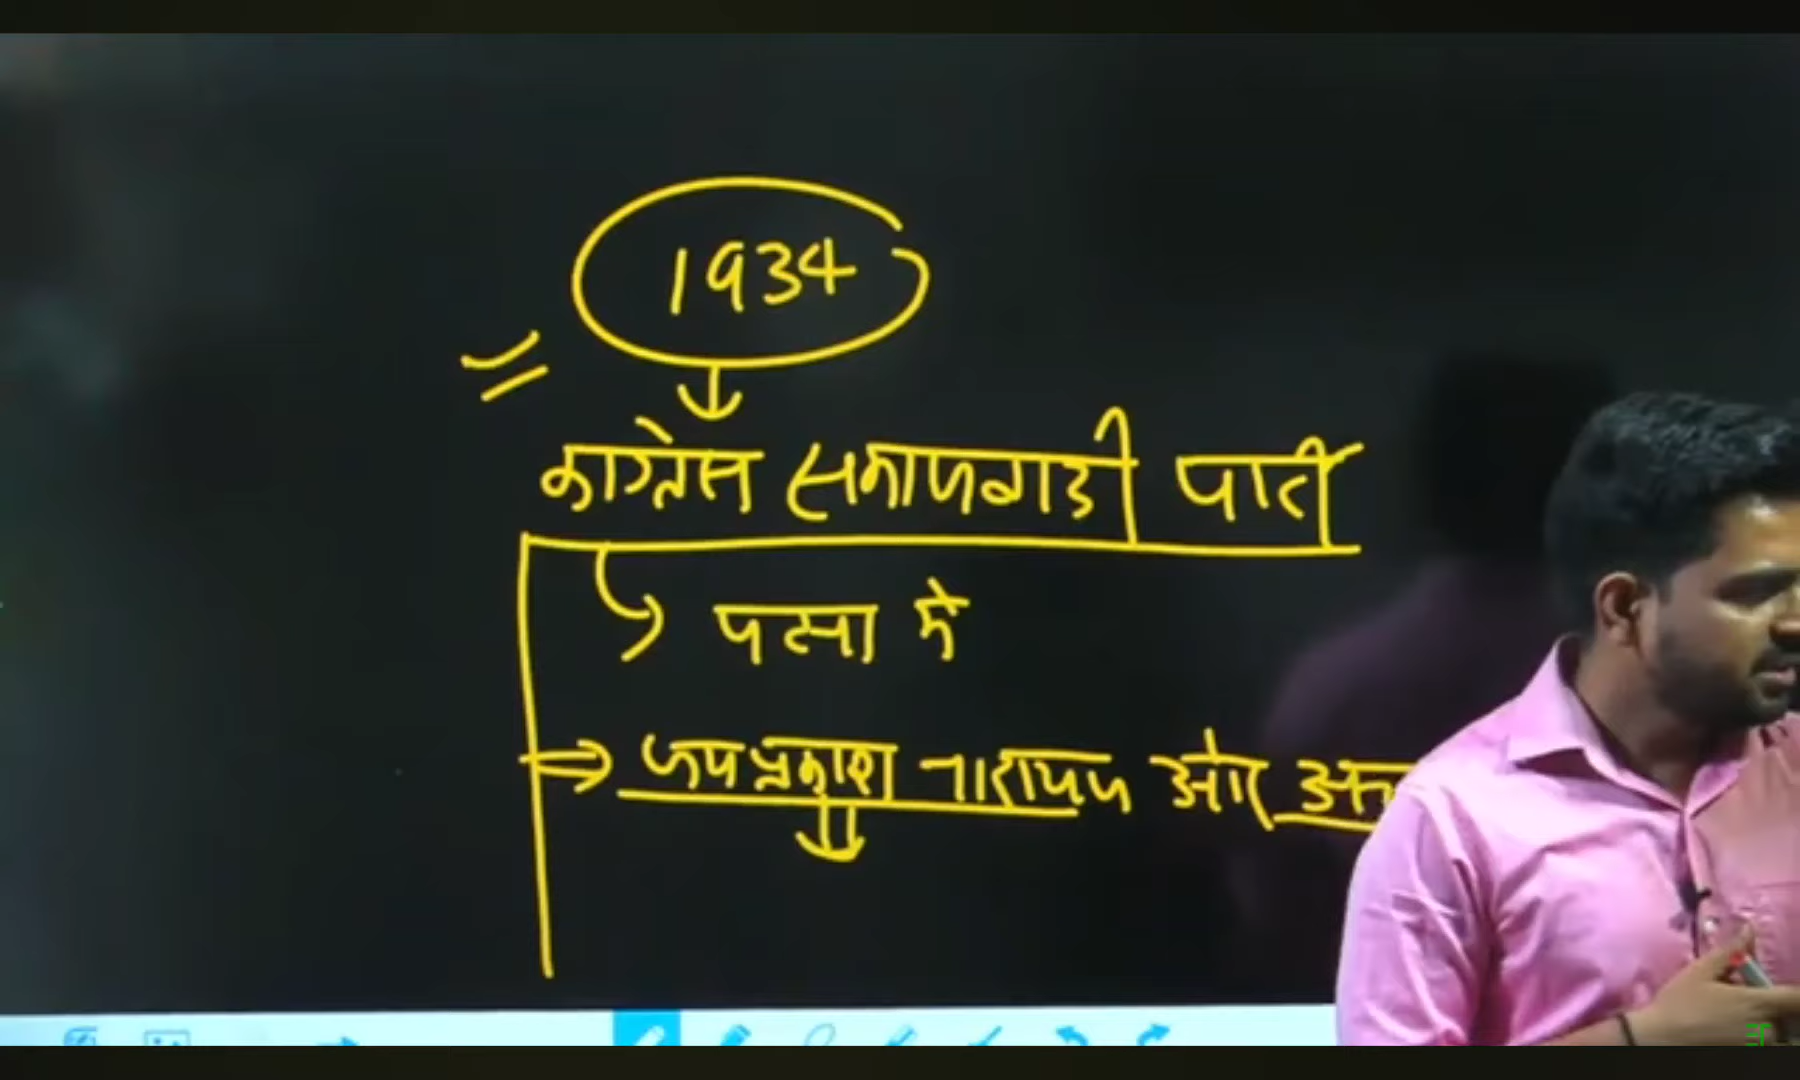 1934
काग्रेस समाजवादी पार्टी
पटना में
जयप्रकाश नारायण और